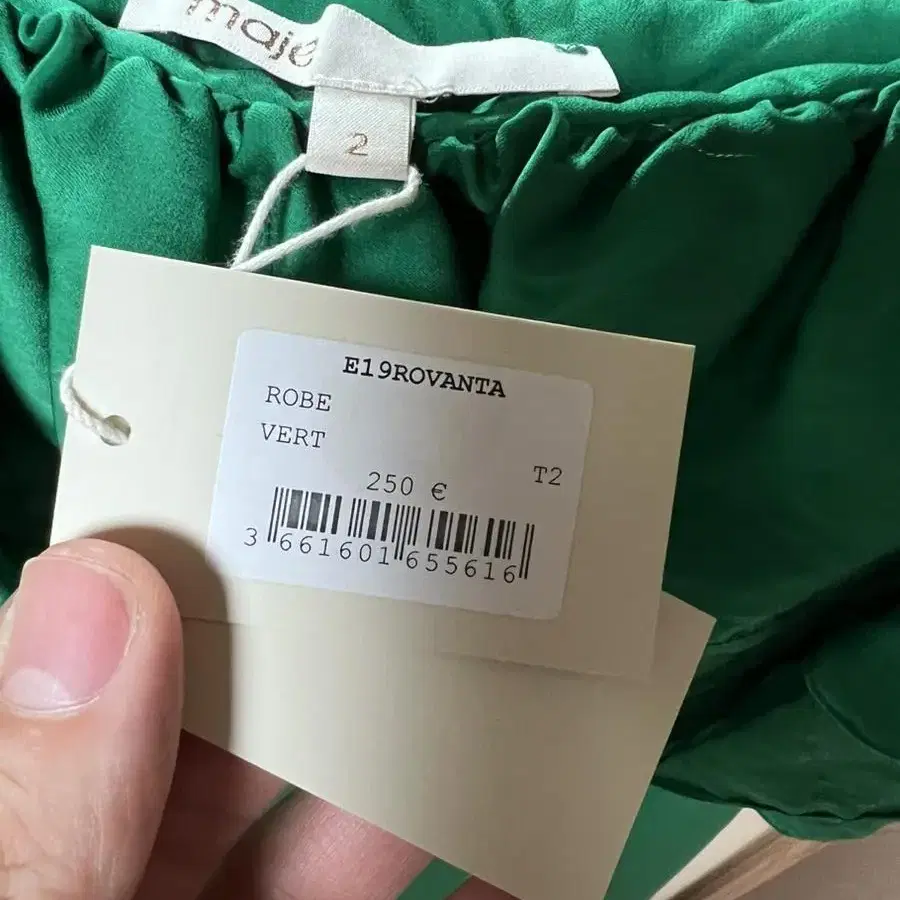 maje
2
E19ROVANTA
ROBE
VERT
T2
250 €
3 661601 655616